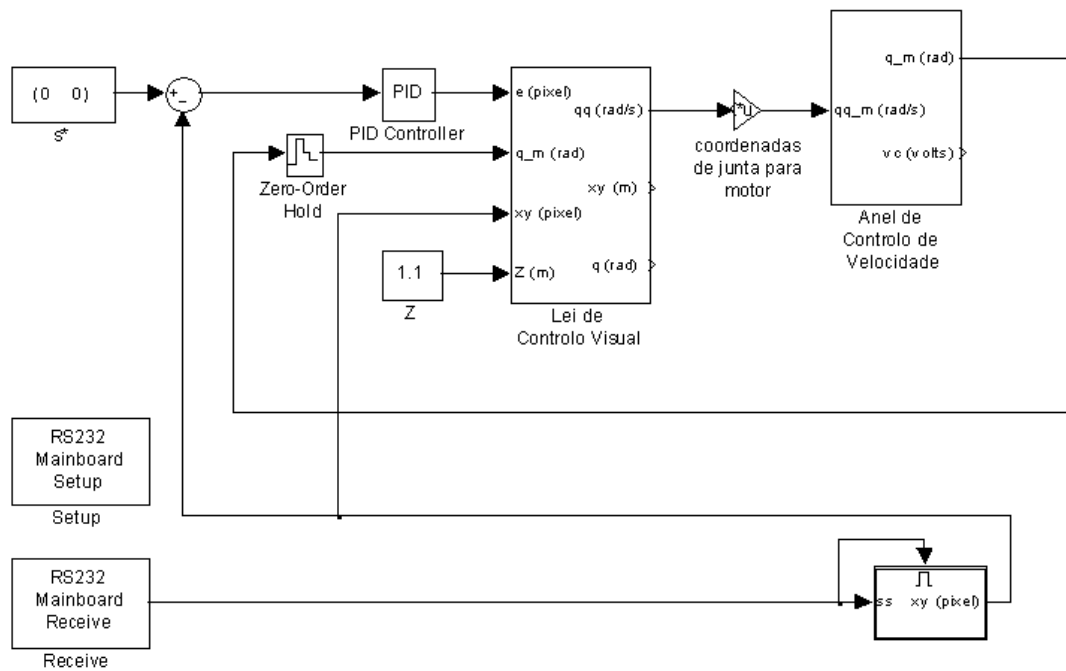 (0 0)
s*
+
-
PID
PID Controller
Zero-Order
Hold
1.1
Z
e (pixel)
q_m (rad)
xy (pixel)
Z (m)
qq (rad/s)
xy (m)
q (rad)
Lei de
Controlo Visual
*u
coordenadas
de junta para
motor
qq_m (rad/s)
q_m (rad)
vc (volts)
Anel de
Controlo de
Velocidade
RS232
Mainboard
Setup
Setup
RS232
Mainboard
Receive
Receive
ss xy (pixel)